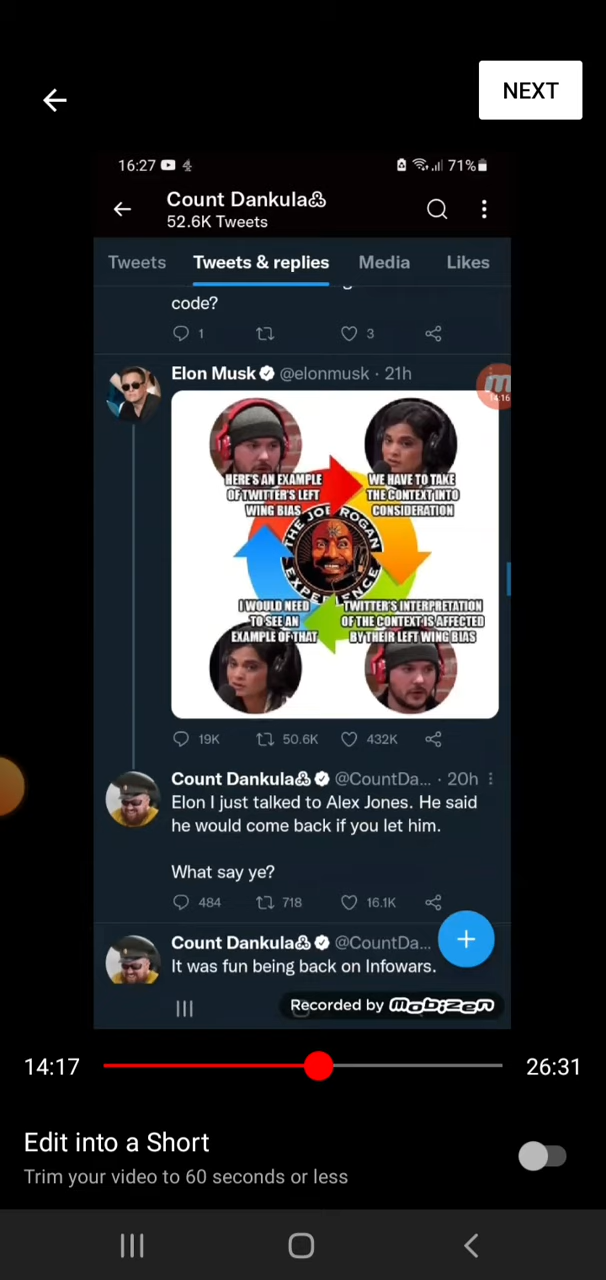 NEXT
16:27
71%
Count Dankula
52.6K Tweets
Tweets
Tweets & replies
Media
Likes
code?
1
3
Elon Musk @elonmusk · 21h
14:16
HERE'S AN EXAMPLE
OF TWITTER'S LEFT
WING BIAS
WE HAVE TO TAKE
THE CONTEXT INTO
CONSIDERATION
THE JOE ROGAN
EXPERIENCE
I WOULD NEED
TO SEE AN
EXAMPLE OF THAT
TWITTER'S INTERPRETATION
OF THE CONTEXT IS AFFECTED
BY THEIR LEFT WING BIAS
19K 50.6K 432K
Count Dankula @CountDa... · 20h
Elon I just talked to Alex Jones. He said
he would come back if you let him.
What say ye?
484 718 16.1K
Count Dankula @CountDa...
It was fun being back on Infowars.
Recorded by mobizen
14:17
26:31
Edit into a Short
Trim your video to 60 seconds or less